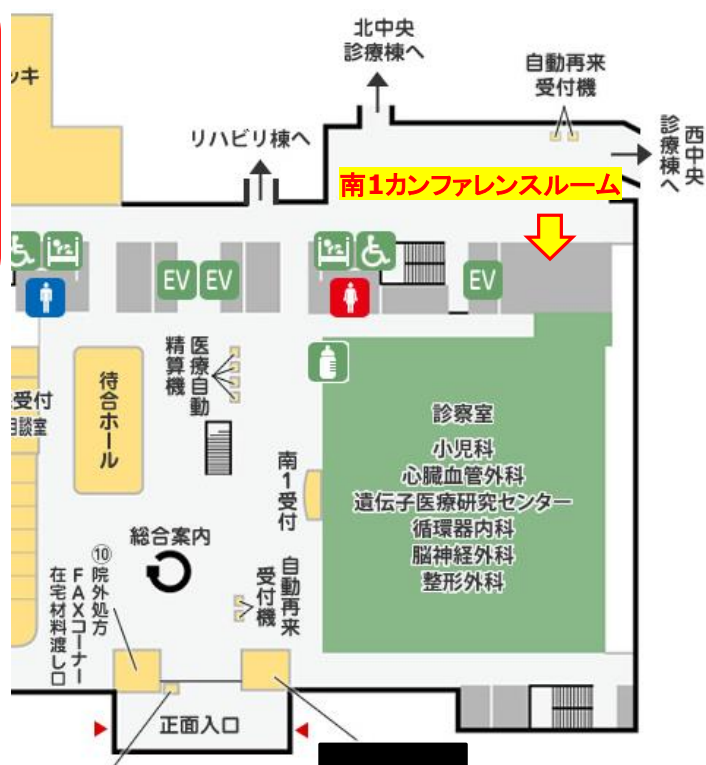 北中央
診療棟へ
自動再来
受付機
ッキ
リハビリ棟へ
西中央
診療棟へ
南1カンファレンスルーム
EV
EV
EV
医療自動
精算機
待合ホール
受付
相談室
診察室
小児科
心臓血管外科
遺伝子医療研究センター
循環器内科
脳神経外科
整形外科
南1受付
総合案内
⑩院外処方
FAXコーナー
在宅材料渡し口
自動再来
受付機
正面入口